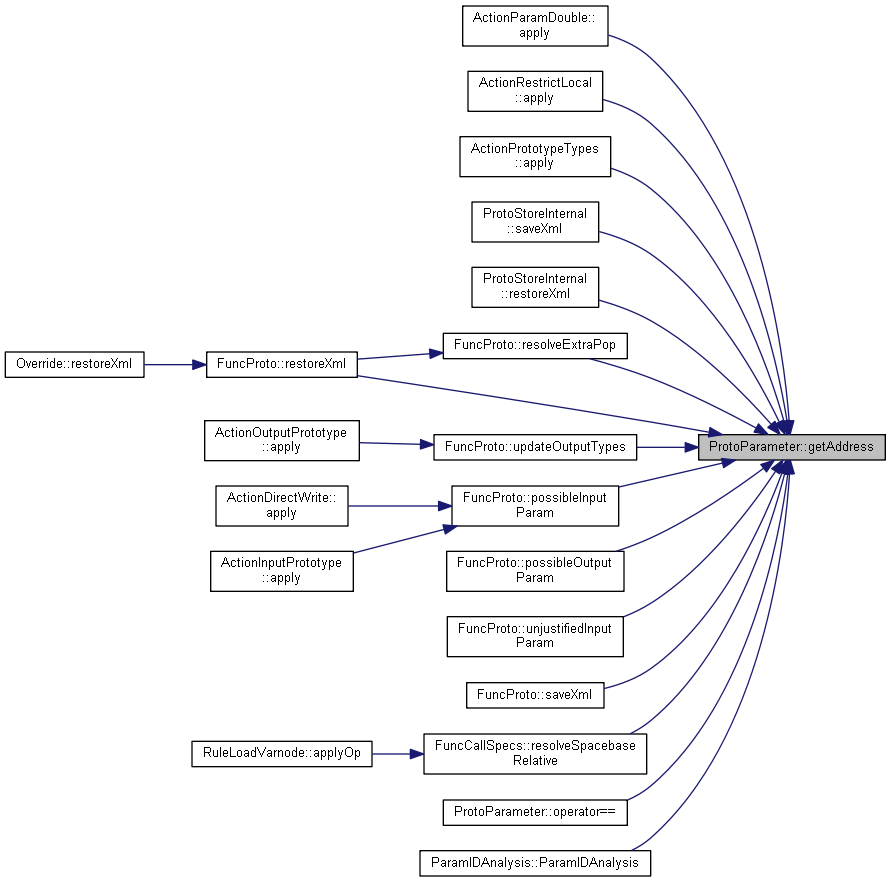 ActionParamDouble::
apply
ActionRestrictLocal
::apply
ActionPrototypeTypes
::apply
ProtoStoreInternal
::saveXml
ProtoStoreInternal
::restoreXml
FuncProto::resolveExtraPop
Override::restoreXml
FuncProto::restoreXml
ActionOutputPrototype
::apply
FuncProto::updateOutputTypes
ProtoParameter::getAddress
ActionDirectWrite::
apply
FuncProto::possibleInput
Param
ActionInputPrototype
::apply
FuncProto::possibleOutput
Param
FuncProto::unjustifiedInput
Param
FuncProto::saveXml
RuleLoadVarnode::applyOp
FuncCallSpecs::resolveSpacebase
Relative
ProtoParameter::operator==
ParamIDAnalysis::ParamIDAnalysis